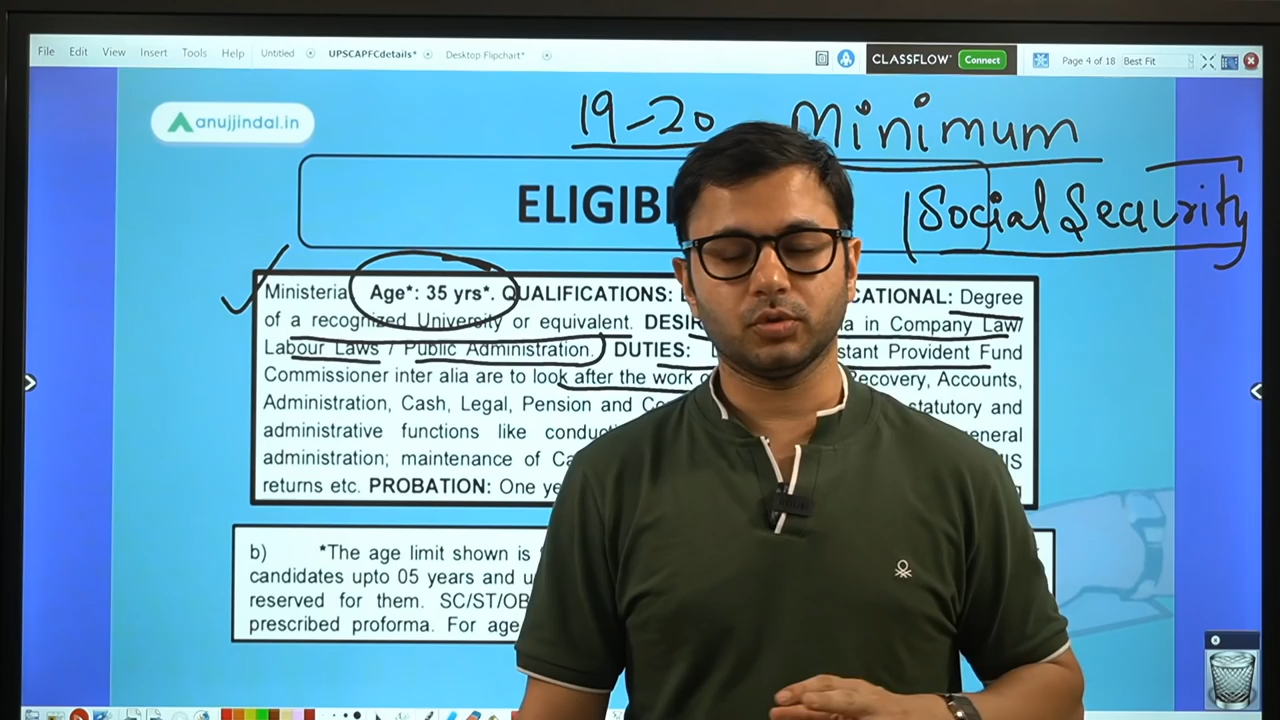 File Edit View Insert Tools Help Untitled UPSCAPFCdetails* Desktop Flipchart* CLASSFLOW Connect Page 4 of 18 Best Fit
anujjindal.in
19-20 Minimum
ELIGIB
Social Security
Ministeria Age*: 35 yrs*. QUALIFICATIONS: CATIONAL: Degree
of a recognized University or equivalent. DESIR in Company Law/
Labour Laws / Public Administration. DUTIES: Provident Fund
Commissioner inter alia are to look after the work Recovery, Accounts,
Administration, Cash, Legal, Pension and statutory and
administrative functions like
administration; maintenance of
returns etc. PROBATION: One
b) *The age limit shown is
candidates upto 05 years and
reserved for them. SC/ST/OB
prescribed proforma. For age